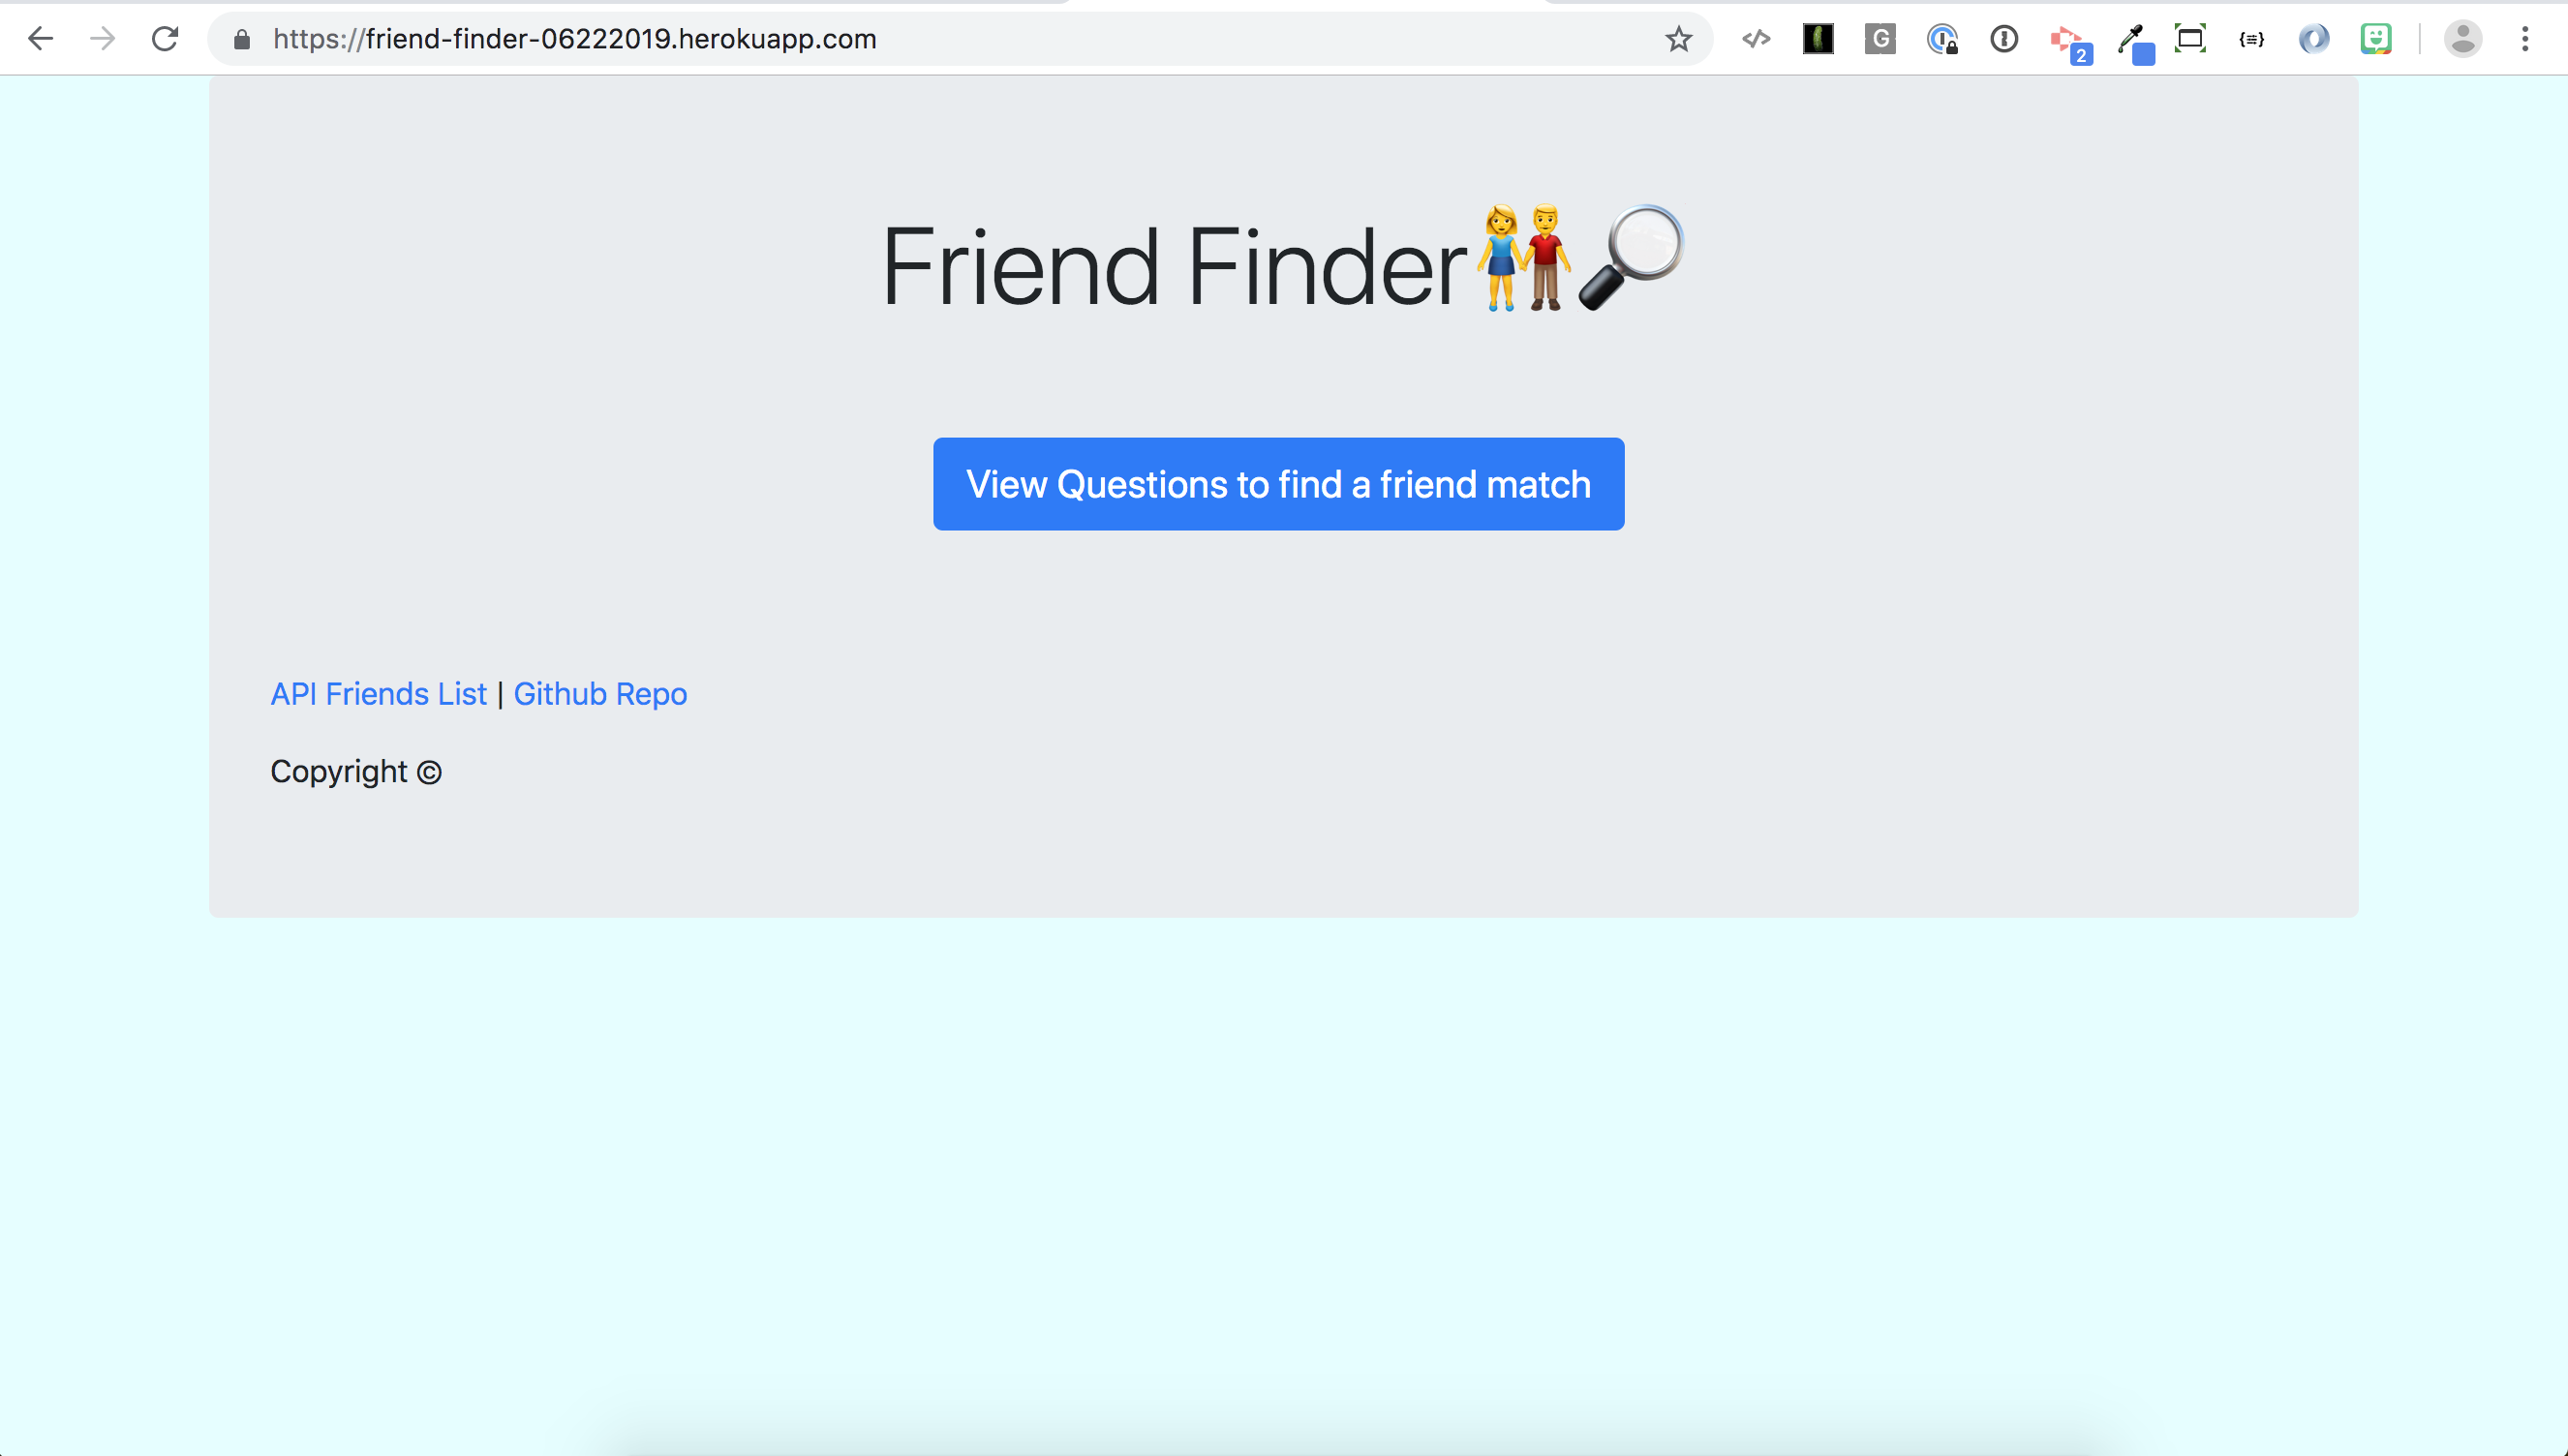 https://friend-finder-06222019.herokuapp.com
G
2
Friend Finder👫🔎
View Questions to find a friend match
API Friends List | Github Repo
Copyright ©